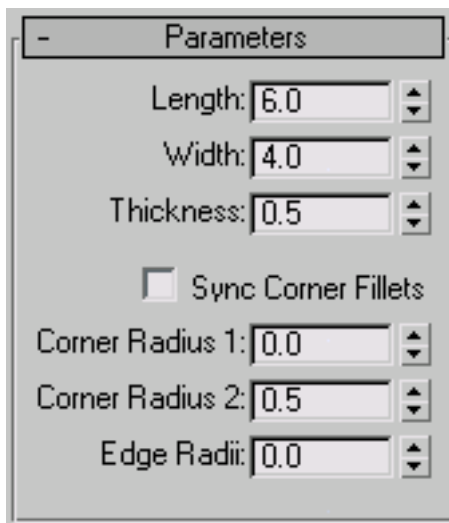 - Parameters
Length: 6.0
Width: 4.0
Thickness: 0.5
Sync Corner Fillets
Corner Radius 1: 0.0
Corner Radius 2: 0.5
Edge Radii: 0.0